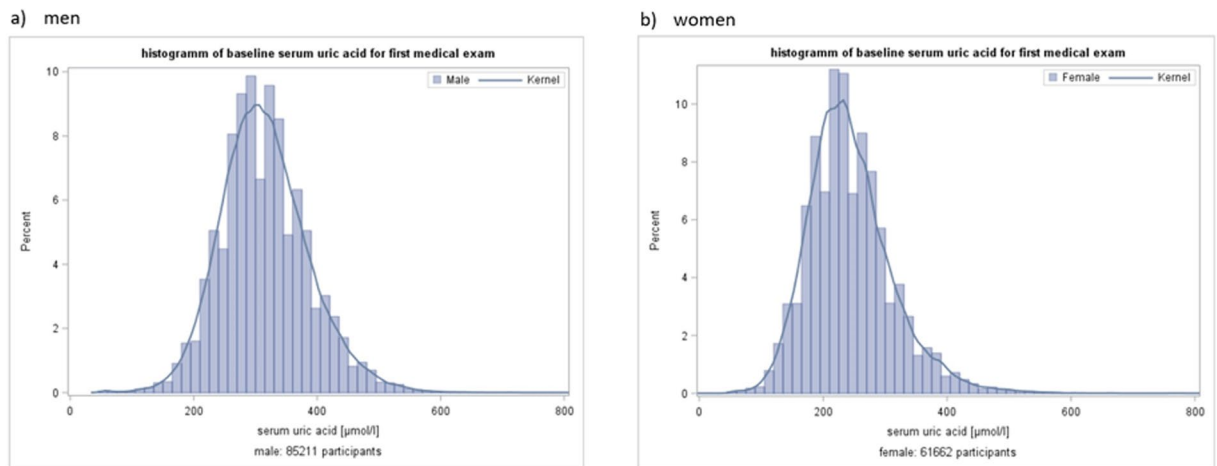 a) men
histogramm of baseline serum uric acid for first medical exam
Male Kernel
10
8
6
4
2
0
Percent
0 200 400 600 800
serum uric acid [µmol/l]
male: 85211 participants
b) women
histogramm of baseline serum uric acid for first medical exam
Female Kernel
10
8
6
4
2
0
Percent
0 200 400 600 800
serum uric acid [µmol/l]
female: 61662 participants